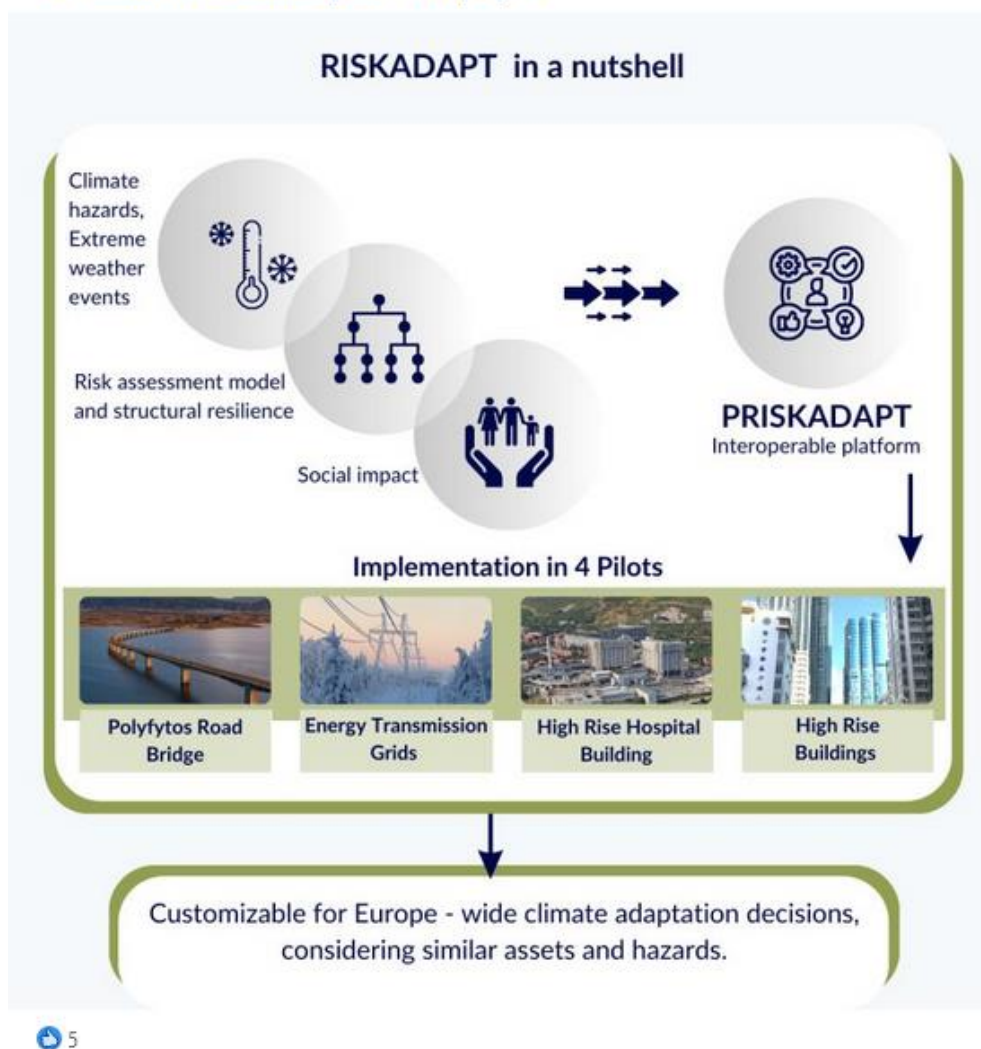 RISKADAPT in a nutshell
Climate
hazards,
Extreme
weather
events
Risk assessment model
and structural resilience
Social impact
PRISKADAPT
Interoperable platform
Implementation in 4 Pilots
Polyfytos Road
Bridge
Energy Transmission
Grids
High Rise Hospital
Building
High Rise
Buildings
Customizable for Europe - wide climate adaptation decisions,
considering similar assets and hazards.
5